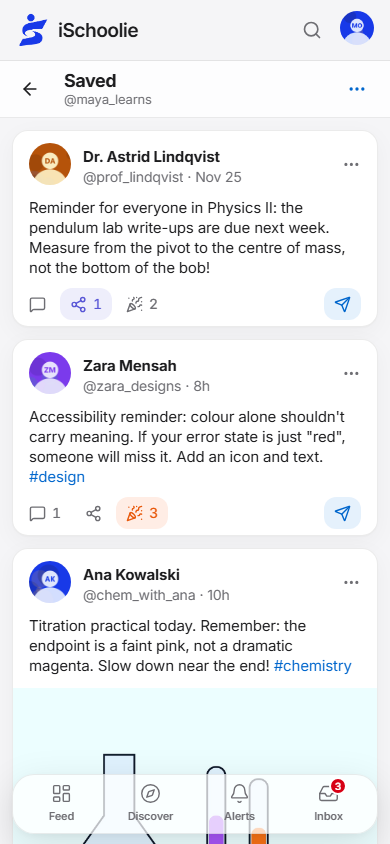 iSchoolie
MO
Saved
@maya_learns
DA
Dr. Astrid Lindqvist
@prof_lindqvist · Nov 25
Reminder for everyone in Physics II: the
pendulum lab write-ups are due next week.
Measure from the pivot to the centre of mass,
not the bottom of the bob!
1
2
ZM
Zara Mensah
@zara_designs · 8h
Accessibility reminder: colour alone shouldn't
carry meaning. If your error state is just "red",
someone will miss it. Add an icon and text.
#design
1
3
AK
Ana Kowalski
@chem_with_ana · 10h
Titration practical today. Remember: the
endpoint is a faint pink, not a dramatic
magenta. Slow down near the end! #chemistry
3
Feed
Discover
Alerts
Inbox